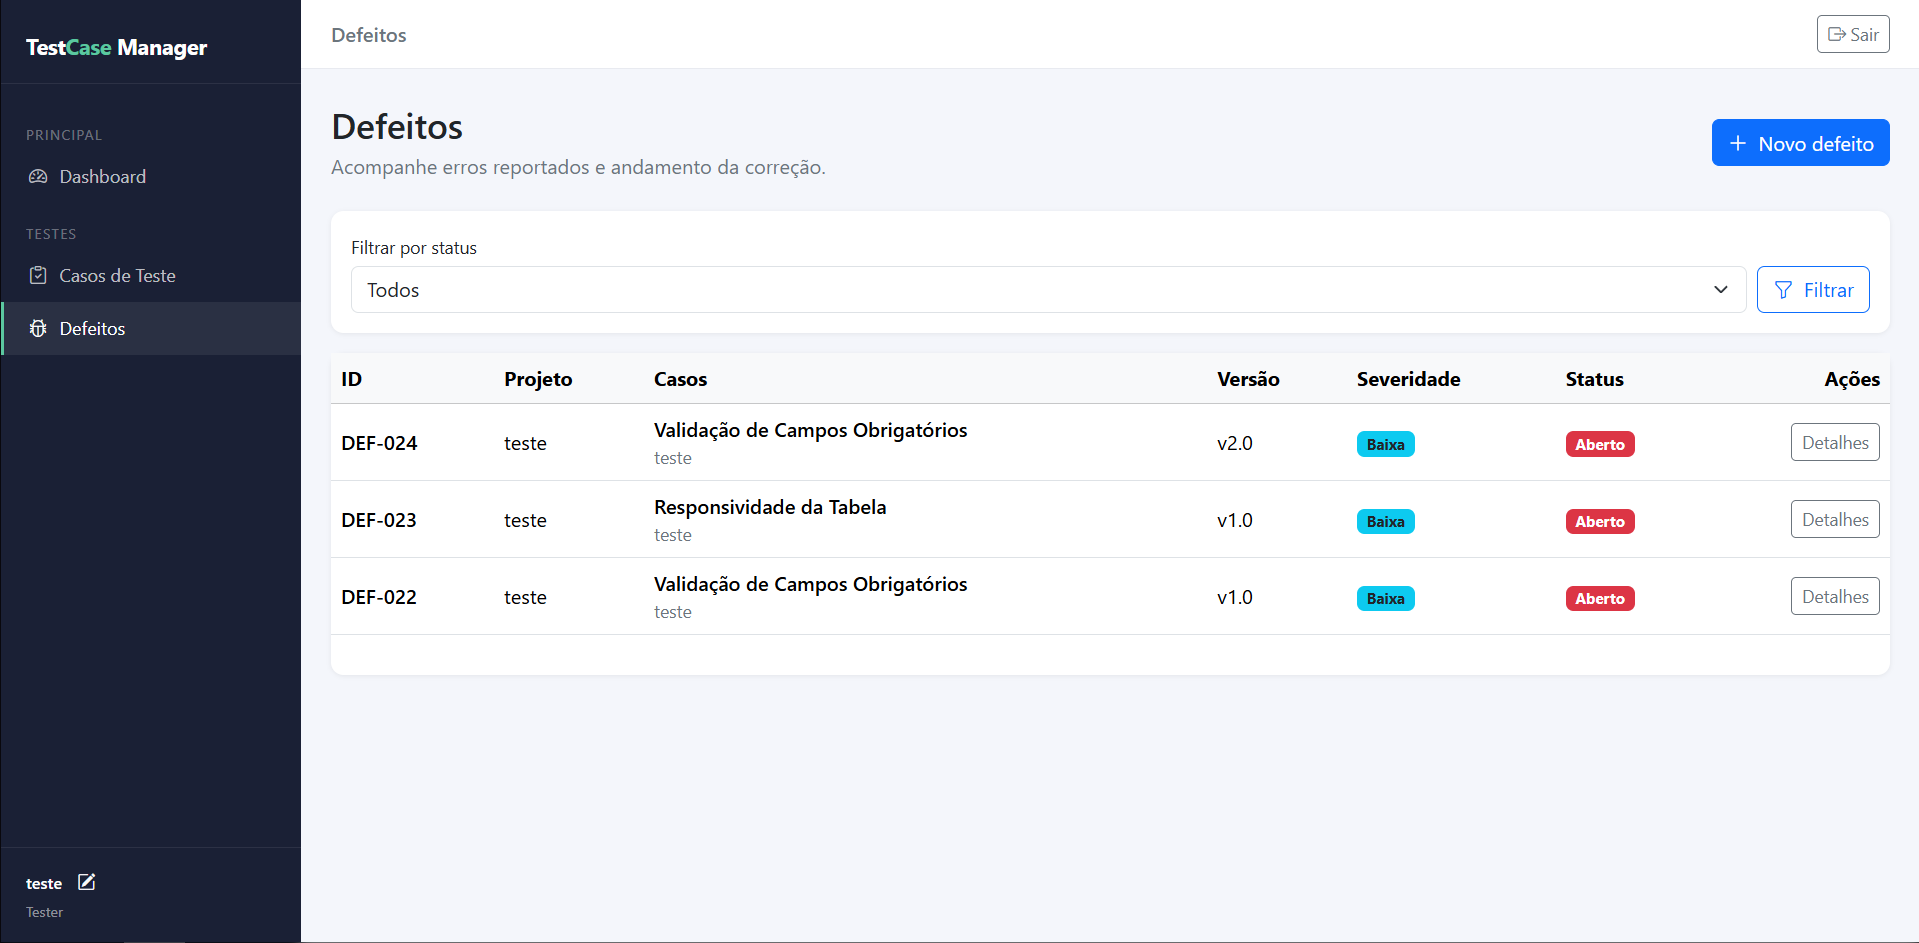 TestCase Manager
Defeitos
Sair
PRINCIPAL
Dashboard
TESTES
Casos de Teste
Defeitos
Defeitos
Acompanhe erros reportados e andamento da correção.
Novo defeito
Filtrar por status
Todos
Filtrar
ID Projeto Casos Versão Severidade Status Ações
DEF-024 teste Validação de Campos Obrigatórios v2.0 Baixa Aberto Detalhes
teste
DEF-023 teste Responsividade da Tabela v1.0 Baixa Aberto Detalhes
teste
DEF-022 teste Validação de Campos Obrigatórios v1.0 Baixa Aberto Detalhes
teste
teste
Tester